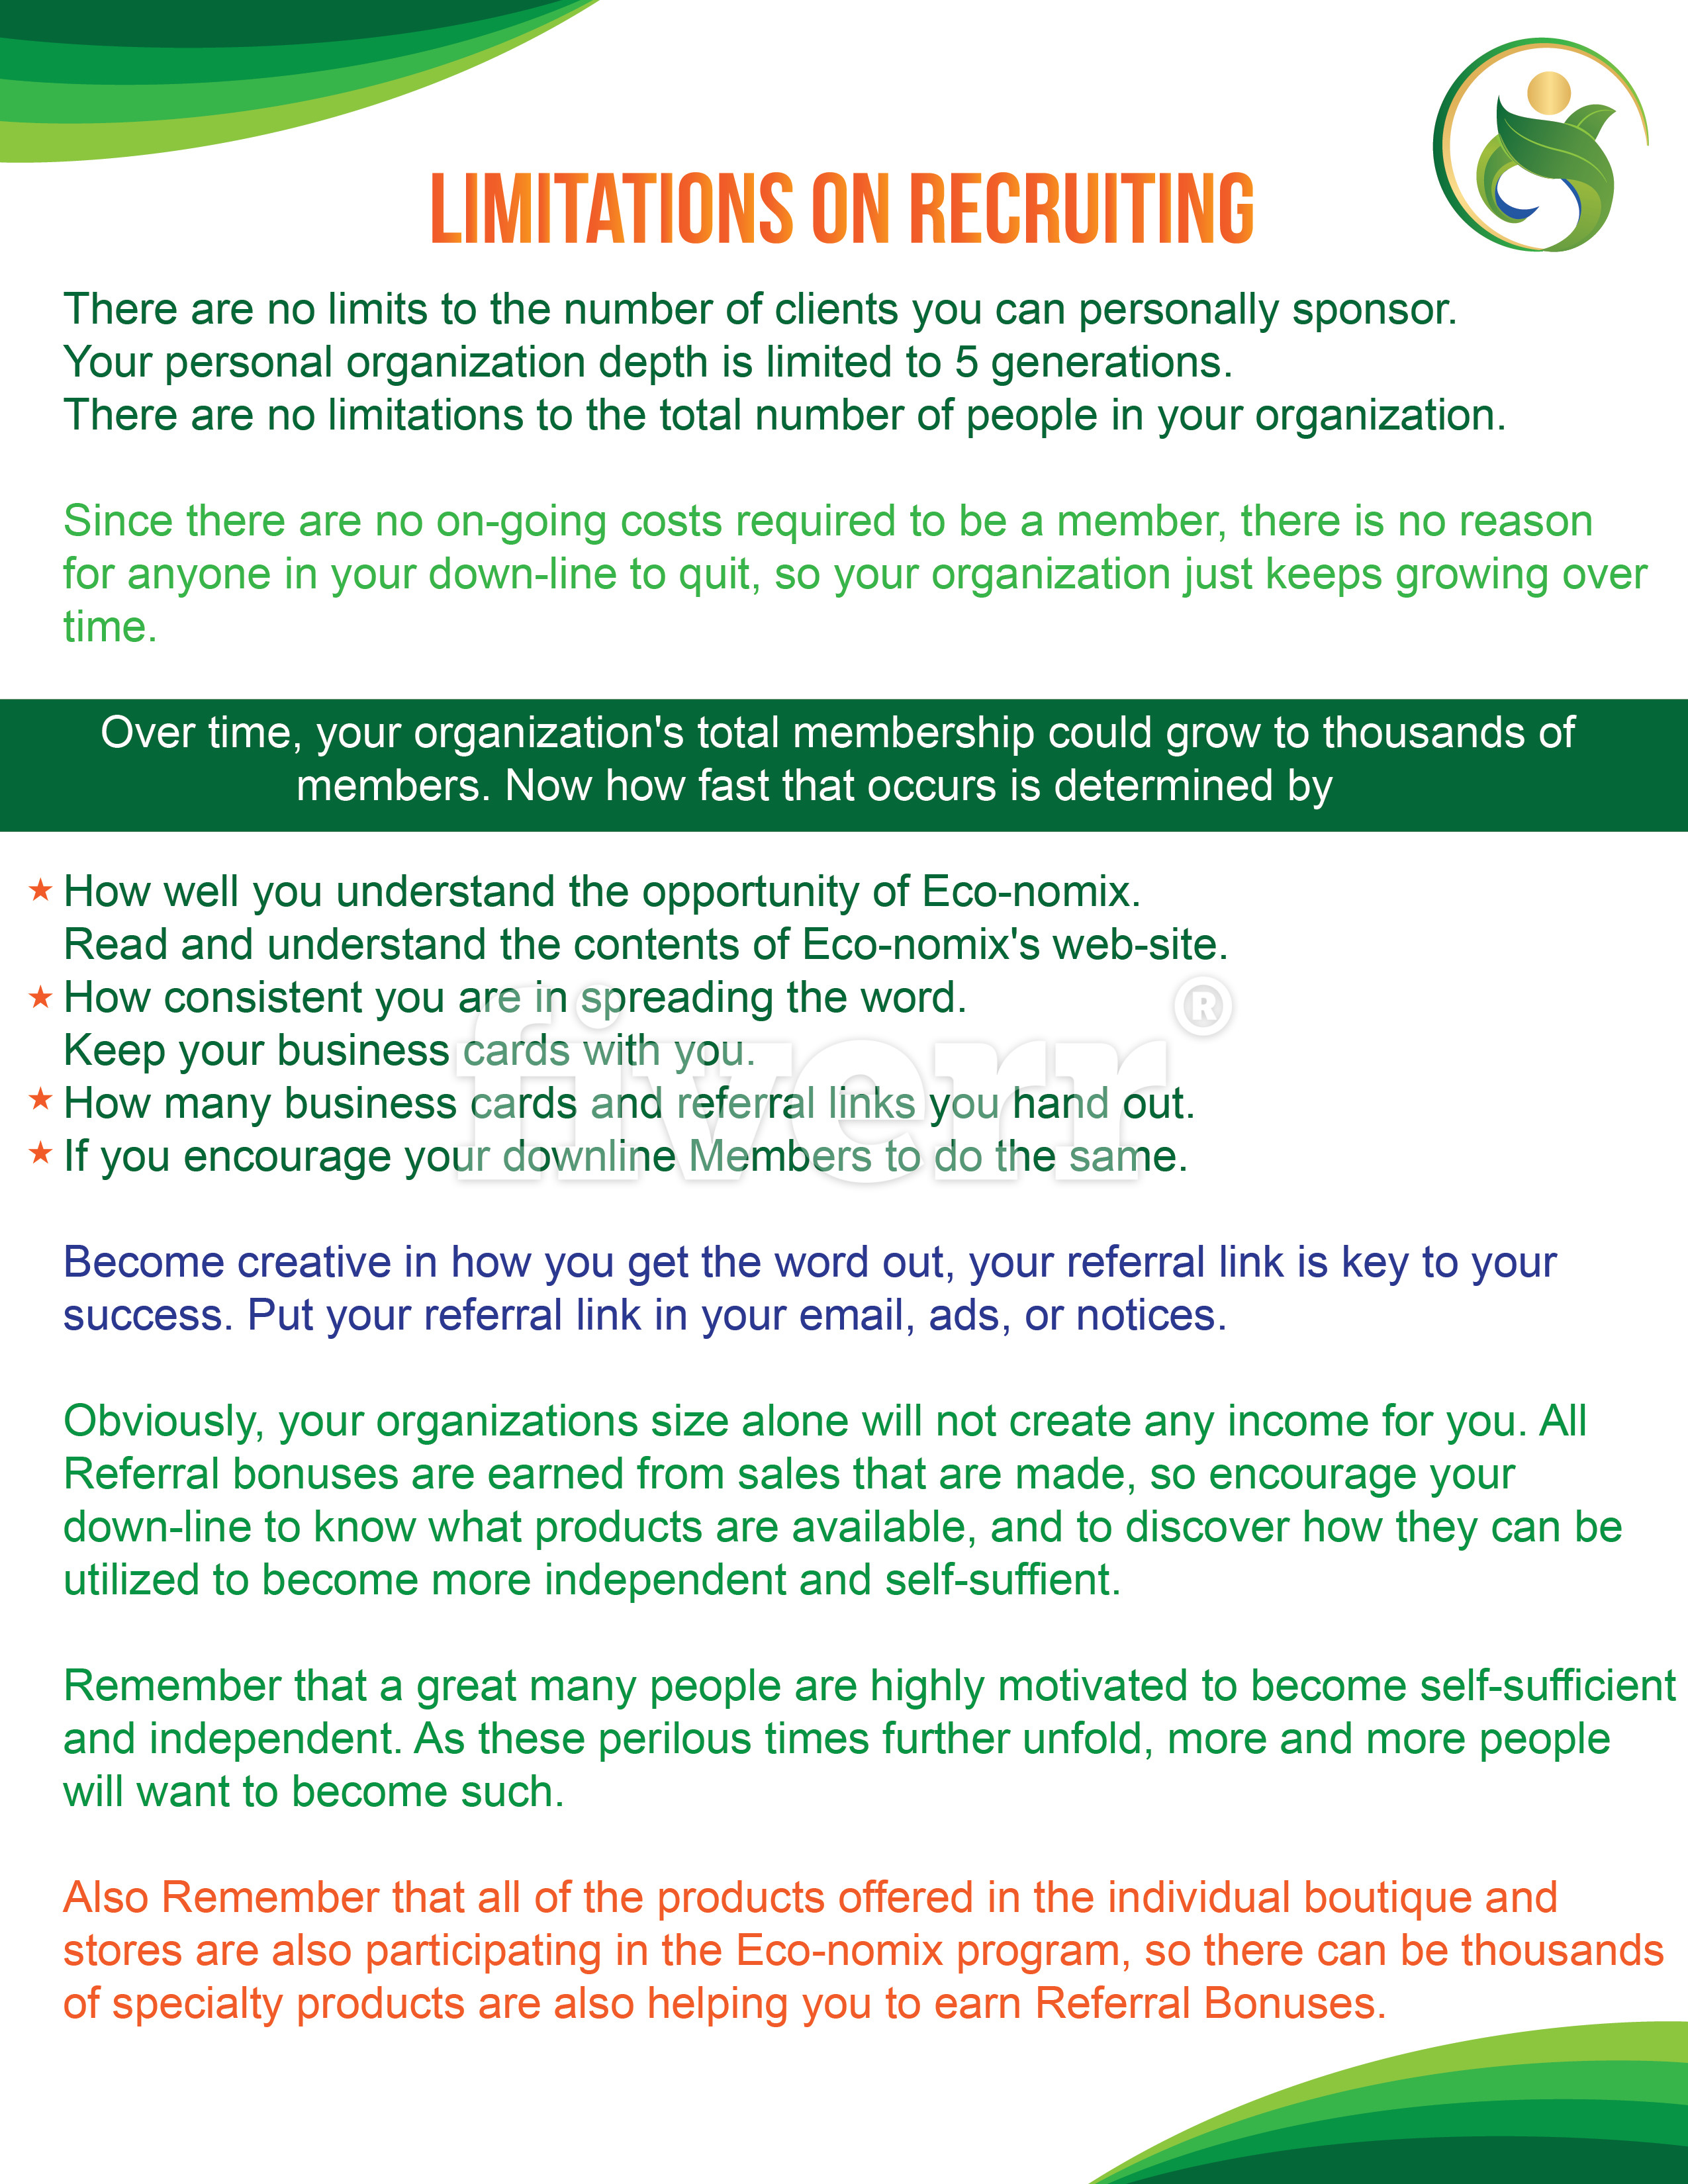 LIMITATIONS ON RECRUITING
There are no limits to the number of clients you can personally sponsor.
Your personal organization depth is limited to 5 generations.
There are no limitations to the total number of people in your organization.
Since there are no on-going costs required to be a member, there is no reason
for anyone in your down-line to quit, so your organization just keeps growing over
time.
Over time, your organization's total membership could grow to thousands of
members. Now how fast that occurs is determined by
★ How well you understand the opportunity of Eco-nomix.
Read and understand the contents of Eco-nomix's web-site.
★ How consistent you are in spreading the word.
Keep your business cards with you.
★ How many business cards and referral links you hand out.
★ If you encourage your downline Members to do the same.
fiverr®
Become creative in how you get the word out, your referral link is key to your
success. Put your referral link in your email, ads, or notices.
Obviously, your organizations size alone will not create any income for you. All
Referral bonuses are earned from sales that are made, so encourage your
down-line to know what products are available, and to discover how they can be
utilized to become more independent and self-suffient.
Remember that a great many people are highly motivated to become self-sufficient
and independent. As these perilous times further unfold, more and more people
will want to become such.
Also Remember that all of the products offered in the individual boutique and
stores are also participating in the Eco-nomix program, so there can be thousands
of specialty products are also helping you to earn Referral Bonuses.